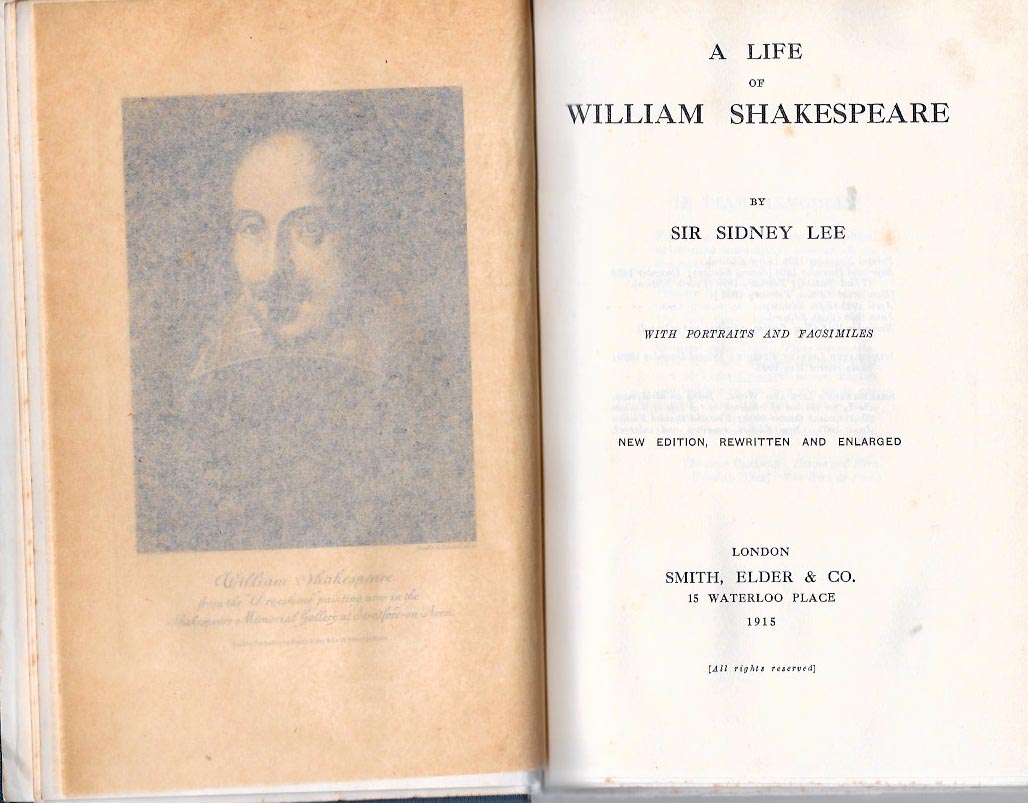 William Shakespeare
from the "Droeshout" painting now in the
Shakespeare Memorial Gallery at Stratford-on-Avon.
A LIFE
OF
WILLIAM SHAKESPEARE
BY
SIR SIDNEY LEE
WITH PORTRAITS AND FACSIMILES
NEW EDITION, REWRITTEN AND ENLARGED
LONDON
SMITH, ELDER & CO.
15 WATERLOO PLACE
1915
[All rights reserved]